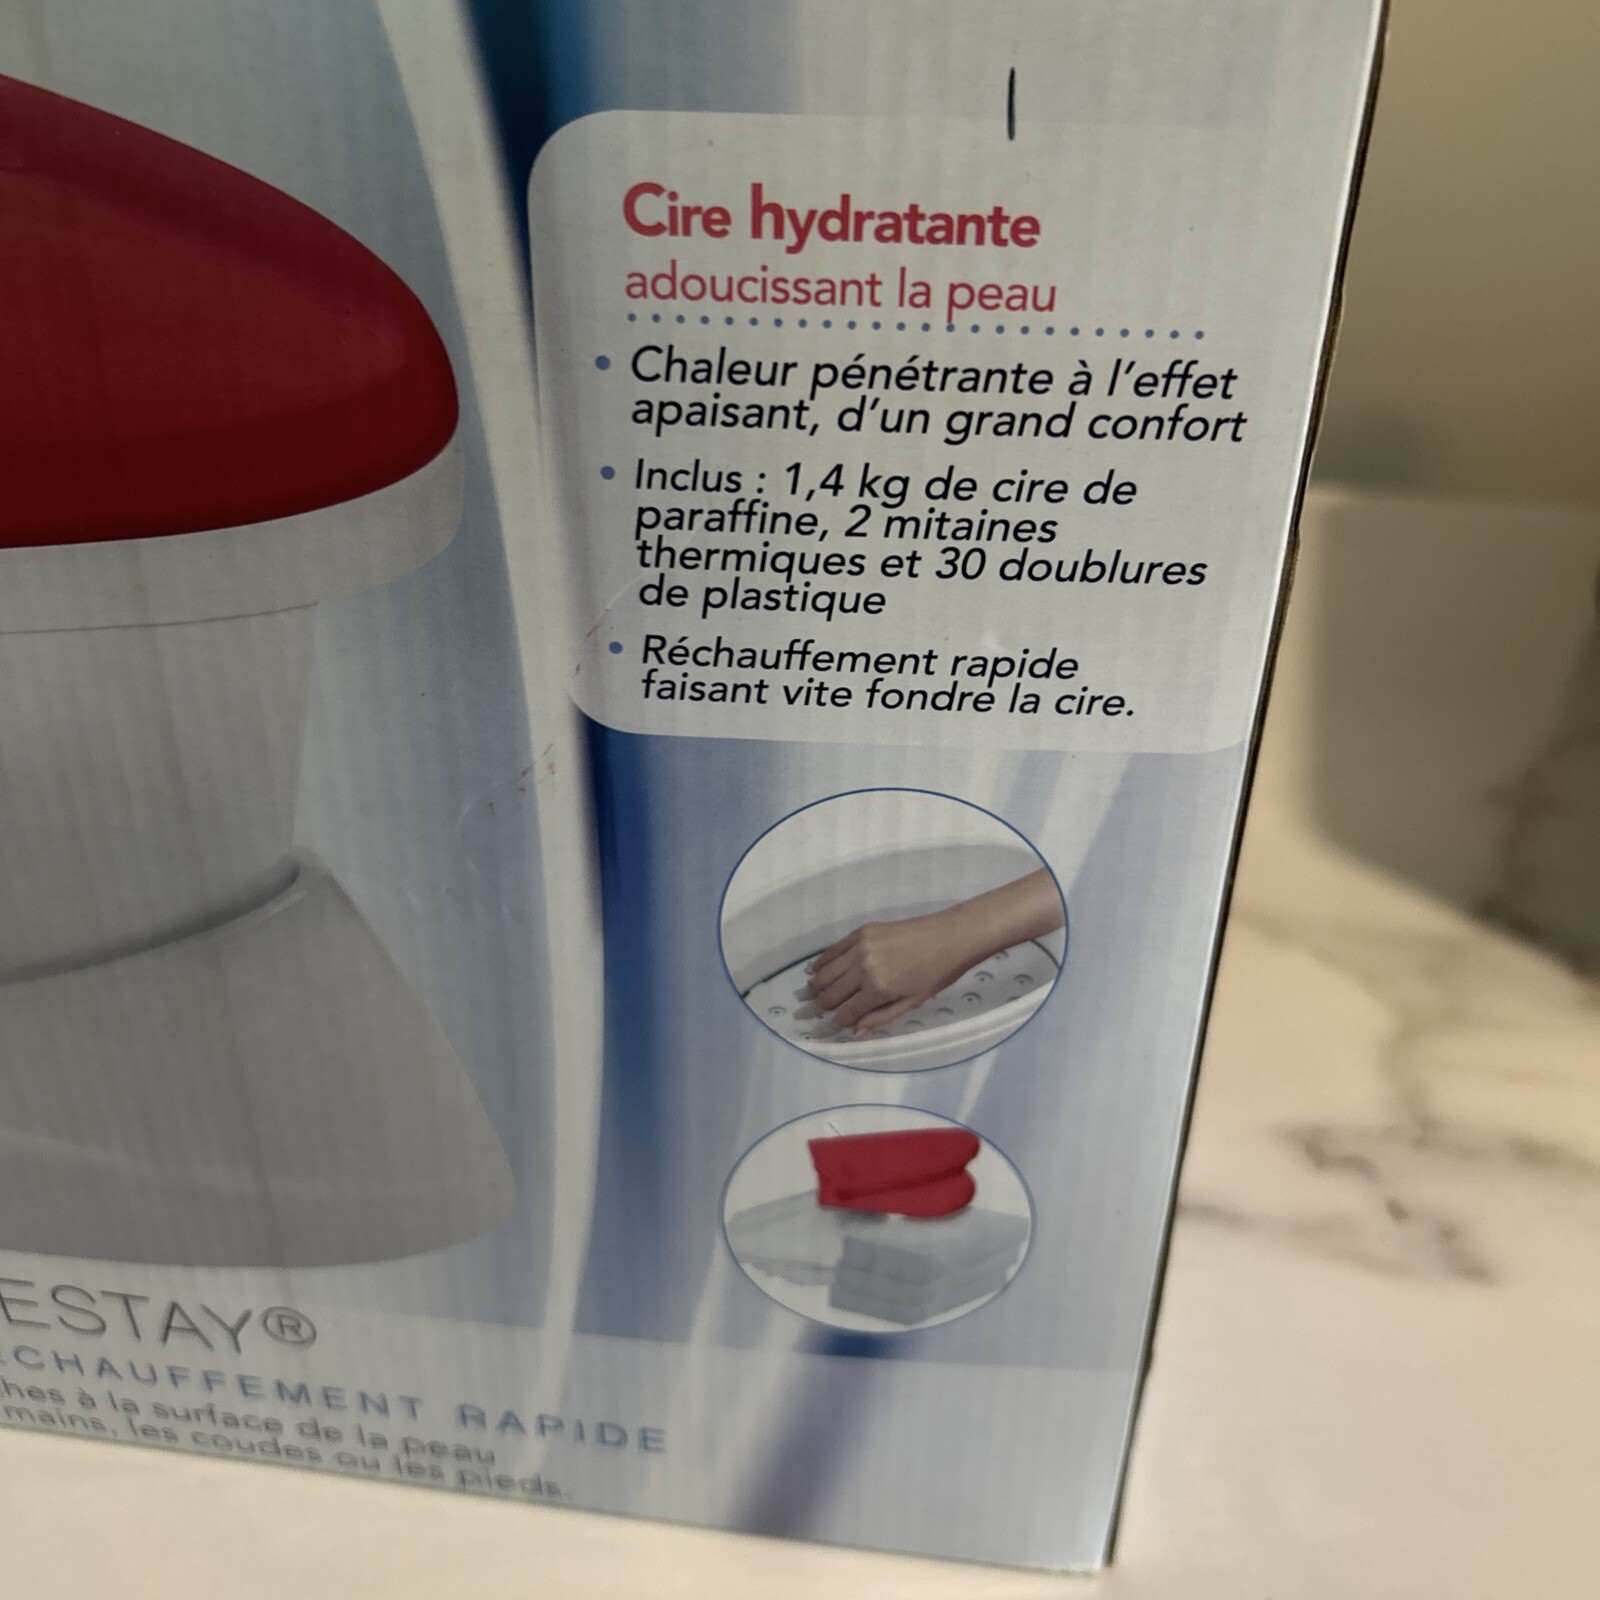 Cire hydratante
adoucissant la peau
• Chaleur pénétrante à l'effet
apaisant, d'un grand confort
• Inclus : 1,4 kg de cire de
paraffine, 2 mitaines
thermiques et 30 doublures
de plastique
• Réchauffement rapide
faisant vite fondre la cire.
ESTAY®
CHAUFFEMENT RAPIDE
hes à la surface de la peau
mains, les coudes ou les pieds.